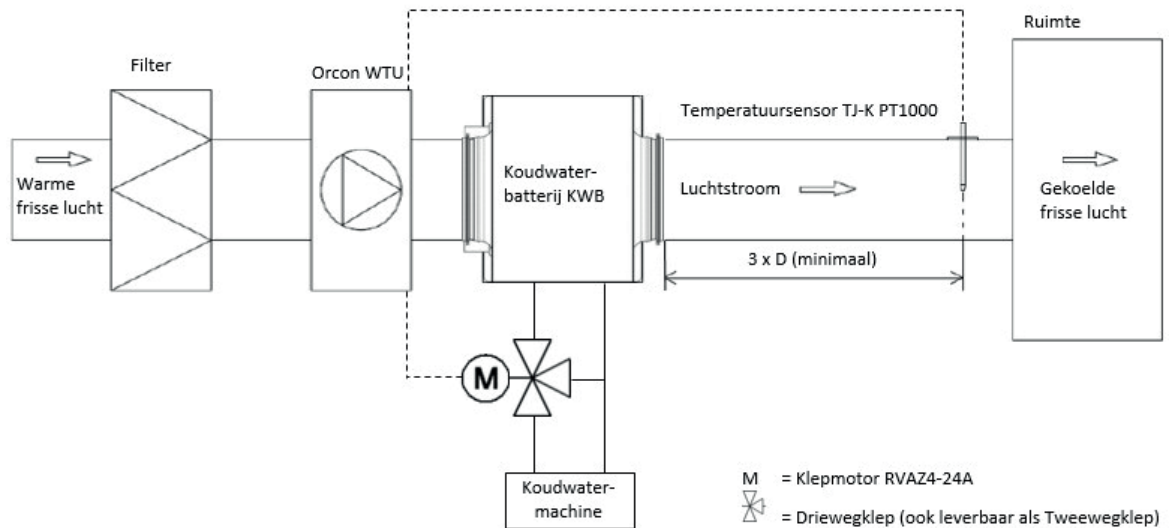 Ruimte
Filter
Orcon WTU
Temperatuursensor TJ-K PT1000
Warme
frisse lucht
Koudwater-
batterij KWB
Luchtstroom
Gekoelde
frisse lucht
3 x D (minimaal)
M
Koudwater-
machine
M = Klepmotor RVAZ4-24A
= Driewegklep (ook leverbaar als Tweewegklep)